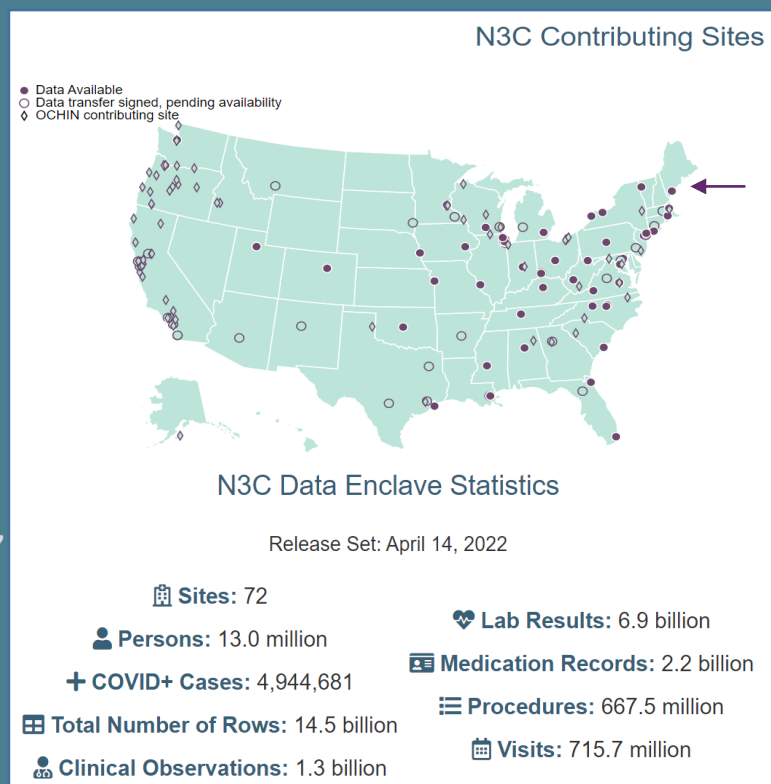 N3C Contributing Sites
Data Available
Data transfer signed, pending availability
OCHIN contributing site
N3C Data Enclave Statistics
Release Set: April 14, 2022
Sites: 72
Persons: 13.0 million
COVID+ Cases: 4,944,681
Total Number of Rows: 14.5 billion
Clinical Observations: 1.3 billion
Lab Results: 6.9 billion
Medication Records: 2.2 billion
Procedures: 667.5 million
Visits: 715.7 million